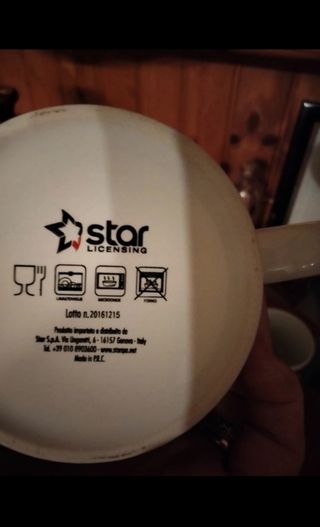 star
LICENSING
LAVASTOVIGLIE MICROONDE FORNO
Lotto n. 20161215
Prodotto importato e distribuito da
Star S.p.A. Via Ungaretti, 6 - 16157 Genova - Italy
Tel. +39 010 8903600 - www.starspa.net
Made in P.R.C.